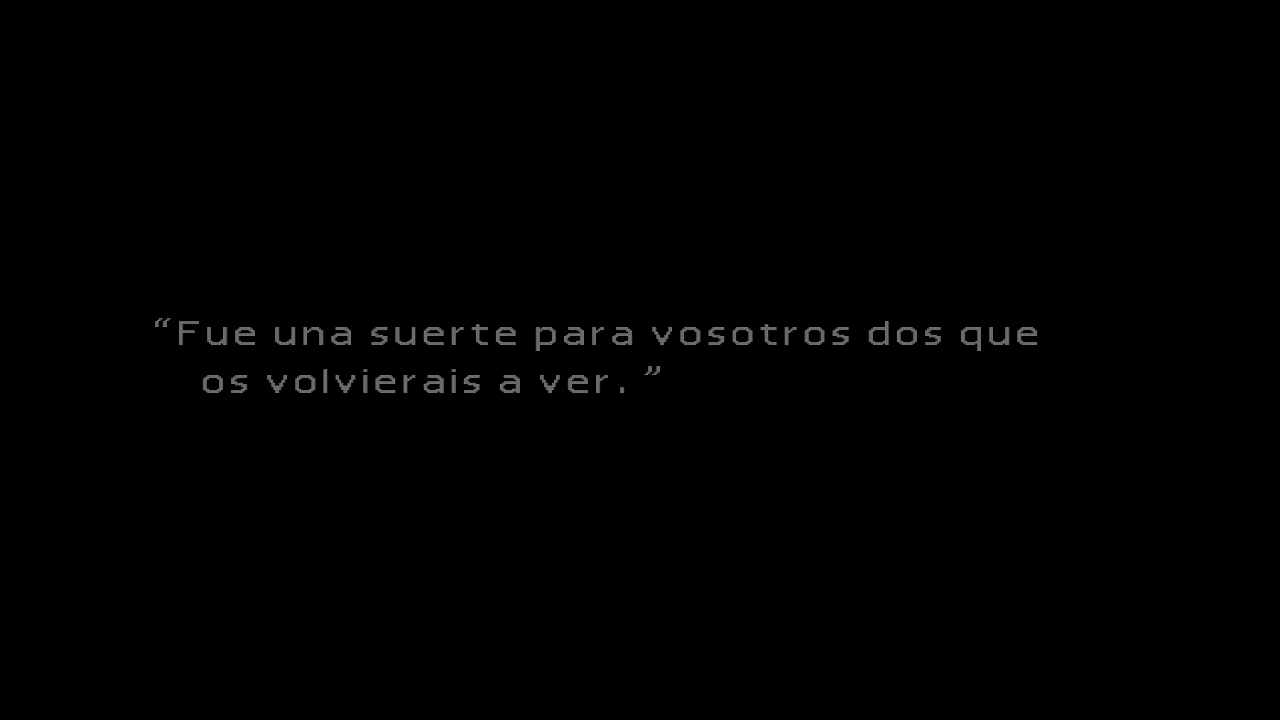 “Fue una suerte para vosotros dos que
os volvierais a ver. ”